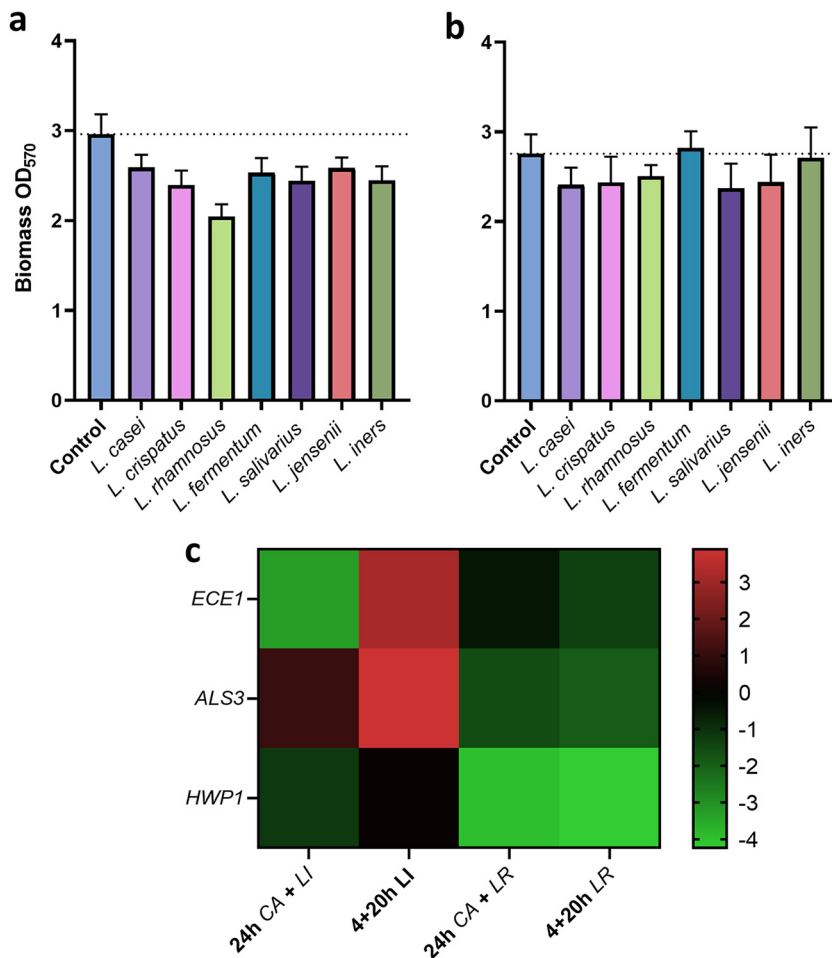 a
4
3
2
1
0
Biomass OD570
Control
L. casei
L. crispatus
L. rhamnosus
L. fermentum
L. salivarius
L. jensenii
L. iners
b
4
3
2
1
0
Control
L. casei
L. crispatus
L. rhamnosus
L. fermentum
L. salivarius
L. jensenii
L. iners
c
ECE1
ALS3
HWP1
24h CA + LI
4+20h LI
24h CA + LR
4+20h LR
3
2
1
0
-1
-2
-3
-4